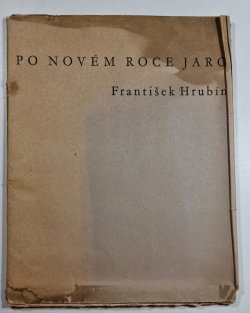 PO NOVÉM ROCE JARO
František Hrubín